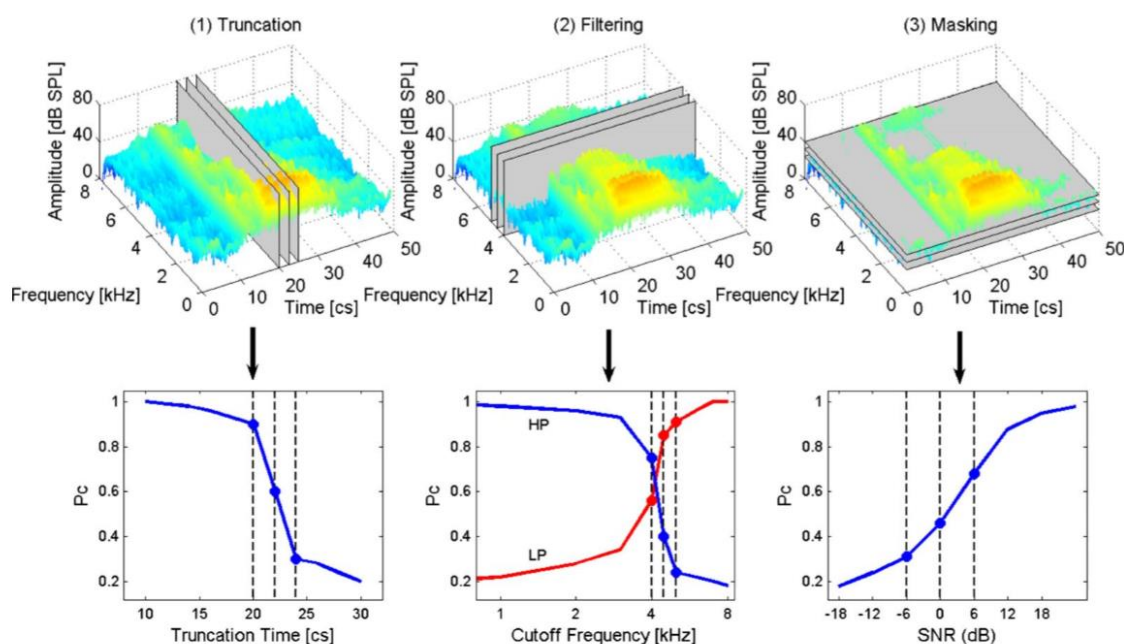 (1) Truncation
(2) Filtering
(3) Masking
Amplitude [dB SPL]
80
40
0
8
6
4
2
0
Frequency [kHz]
0
10
20
30
40
50
Time [cs]
Amplitude [dB SPL]
80
40
0
8
6
4
2
0
Frequency [kHz]
0
10
20
30
40
50
Time [cs]
Amplitude [dB SPL]
80
40
0
8
6
4
2
0
Frequency [kHz]
0
10
20
30
40
50
Time [cs]
Pc
1
0.8
0.6
0.4
0.2
10 15 20 25 30
Truncation Time [cs]
Pc
1
0.8
0.6
0.4
0.2
HP
LP
1 2 4 8
Cutoff Frequency [kHz]
Pc
1
0.8
0.6
0.4
0.2
-18 -12 -6 0 6 12 18
SNR (dB)